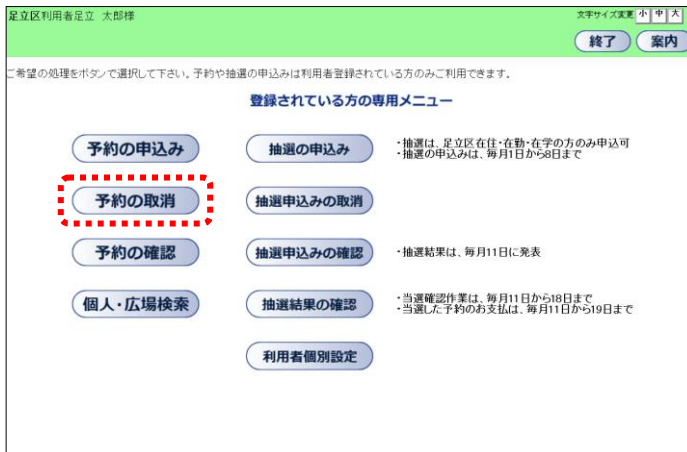 足立区利用者足立 太郎様
文字サイズ変更 小 中 大
終了 案内
ご希望の処理をボタンで選択して下さい。予約や抽選の申込みは利用者登録されている方のみご利用できます。
登録されている方の専用メニュー
予約の申込み 抽選の申込み ・抽選は、足立区在住・在勤・在学の方のみ申込可
・抽選の申込みは、毎月1日から8日まで
予約の取消 抽選申込みの取消
予約の確認 抽選申込みの確認 ・抽選結果は、毎月11日に発表
個人・広場検索 抽選結果の確認 ・当選確認作業は、毎月11日から18日まで
・当選した予約のお支払は、毎月11日から19日まで
利用者個別設定